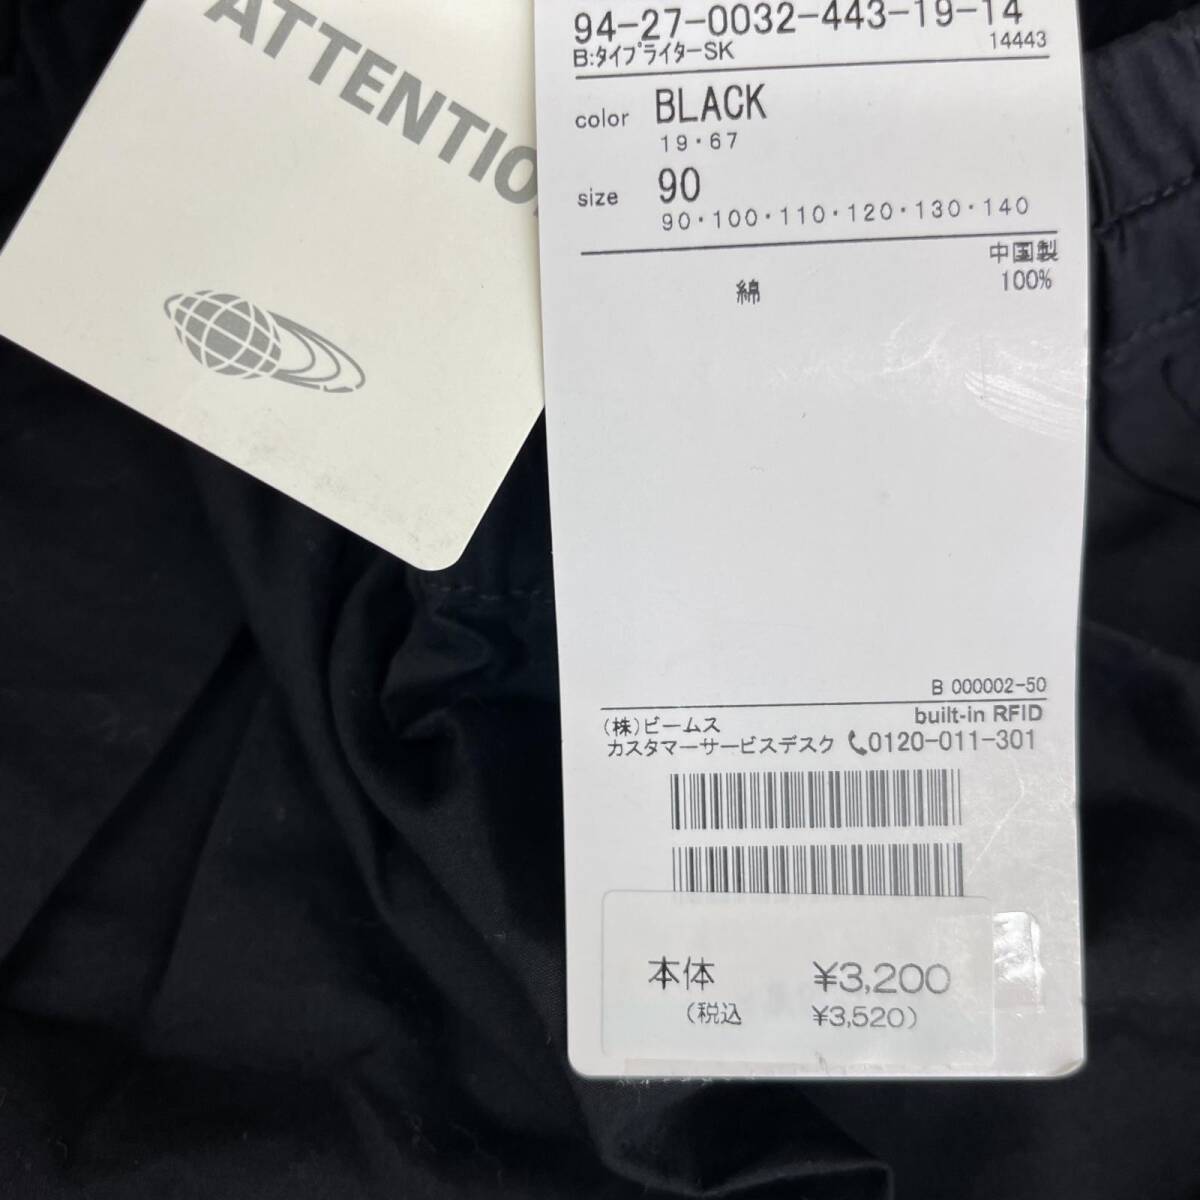 ATTENTIO
94-27-0032-443-19-14
B:タイプライターSK 14443
color BLACK
19・67
size 90
90・100・110・120・130・140
中国製
綿 100%
B 000002-50
built-in RFID
(株)ビームス
カスタマーサービスデスク 0120-011-301
本体 ¥3,200
(税込 ¥3,520)